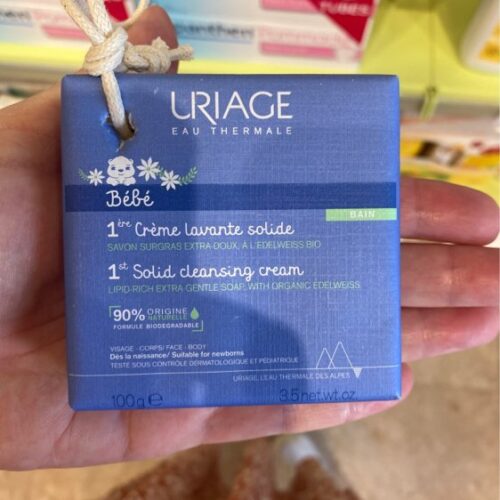 TUBES
canthen
URIAGE
EAU THERMALE
Bébé
BAIN
1ère Crème lavante solide
SAVON SURGRAS EXTRA-DOUX, À L'EDELWEISS BIO
1st Solid cleansing cream
LIPID-RICH EXTRA GENTLE SOAP, WITH ORGANIC EDELWEISS
90% ORIGINE
NATURELLE
FORMULE BIODÉGRADABLE
VISAGE - CORPS/ FACE - BODY
Dès la naissance/ Suitable for newborns
TESTÉ SOUS CONTRÔLE DERMATOLOGIQUE ET PÉDIATRIQUE
URIAGE, L'EAU THERMALE DES ALPES
100g e 3.5 net wt. oz